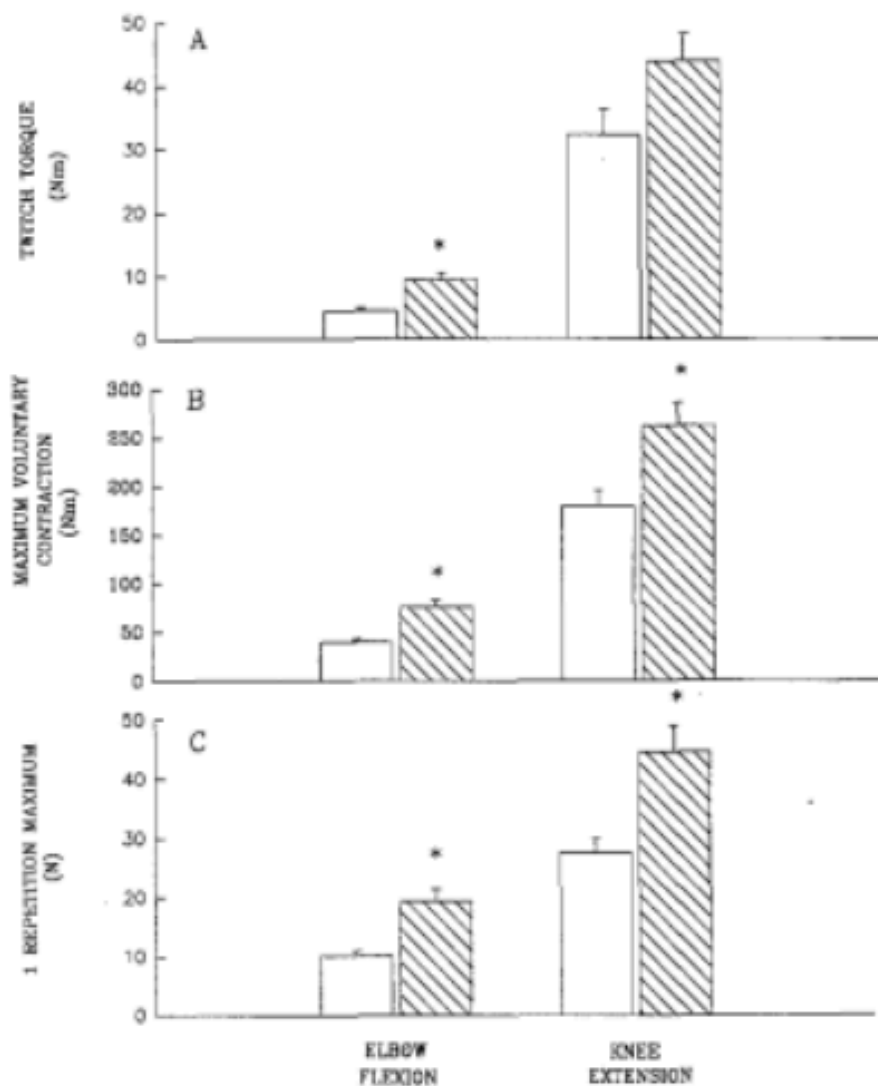 A
TWITCH TORQUE
(Nm)
50
40
30
20
10
0
*
B
MAXIMUM VOLUNTARY
CONTRACTION
(Nm)
300
250
200
150
100
50
0
*
*
C
1 REPETITION MAXIMUM
(N)
50
40
30
20
10
0
*
*
ELBOW
FLEXION
KNEE
EXTENSION